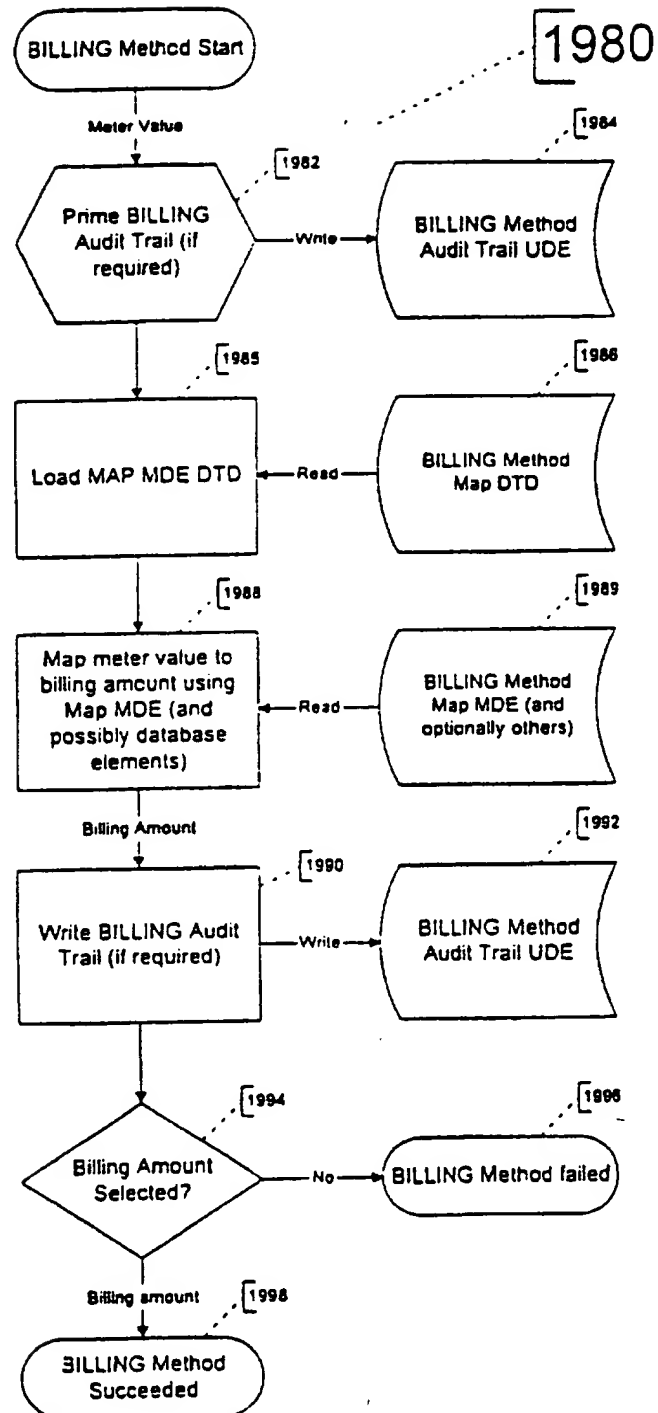 BILLING Method Start
1980
Meter Value
1982
1984
Prime BILLING
Audit Trail (if
required)
Write
BILLING Method
Audit Trail UDE
1985
1986
Load MAP MDE DTD
Read
BILLING Method
Map DTD
1988
1989
Map meter value to
billing amount using
Map MDE (and
possibly database
elements)
Read
BILLING Method
Map MDE (and
optionally others)
Billing Amount
1990
1992
Write BILLING Audit
Trail (if required)
Write
BILLING Method
Audit Trail UDE
1994
1996
Billing Amount
Selected?
No
BILLING Method failed
Billing amount
1998
BILLING Method
Succeeded